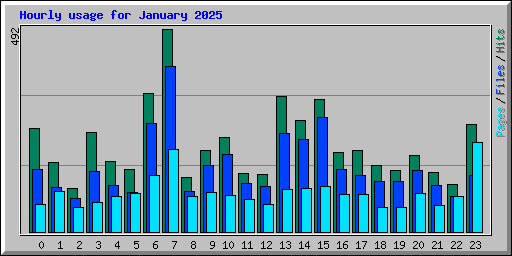 Hourly usage for January 2025
492
Pages / Files / Hits
0 1 2 3 4 5 6 7 8 9 10 11 12 13 14 15 16 17 18 19 20 21 22 23